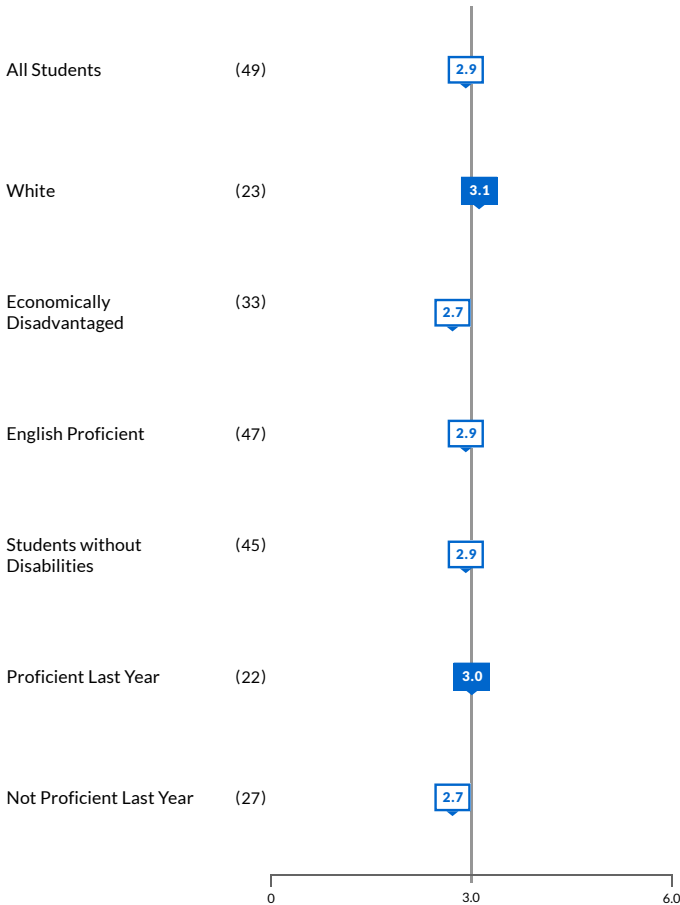 All Students (49) 2.9
White (23) 3.1
Economically (33)
Disadvantaged 2.7
English Proficient (47) 2.9
Students without (45)
Disabilities 2.9
Proficient Last Year (22) 3.0
Not Proficient Last Year (27) 2.7
0 3.0 6.0